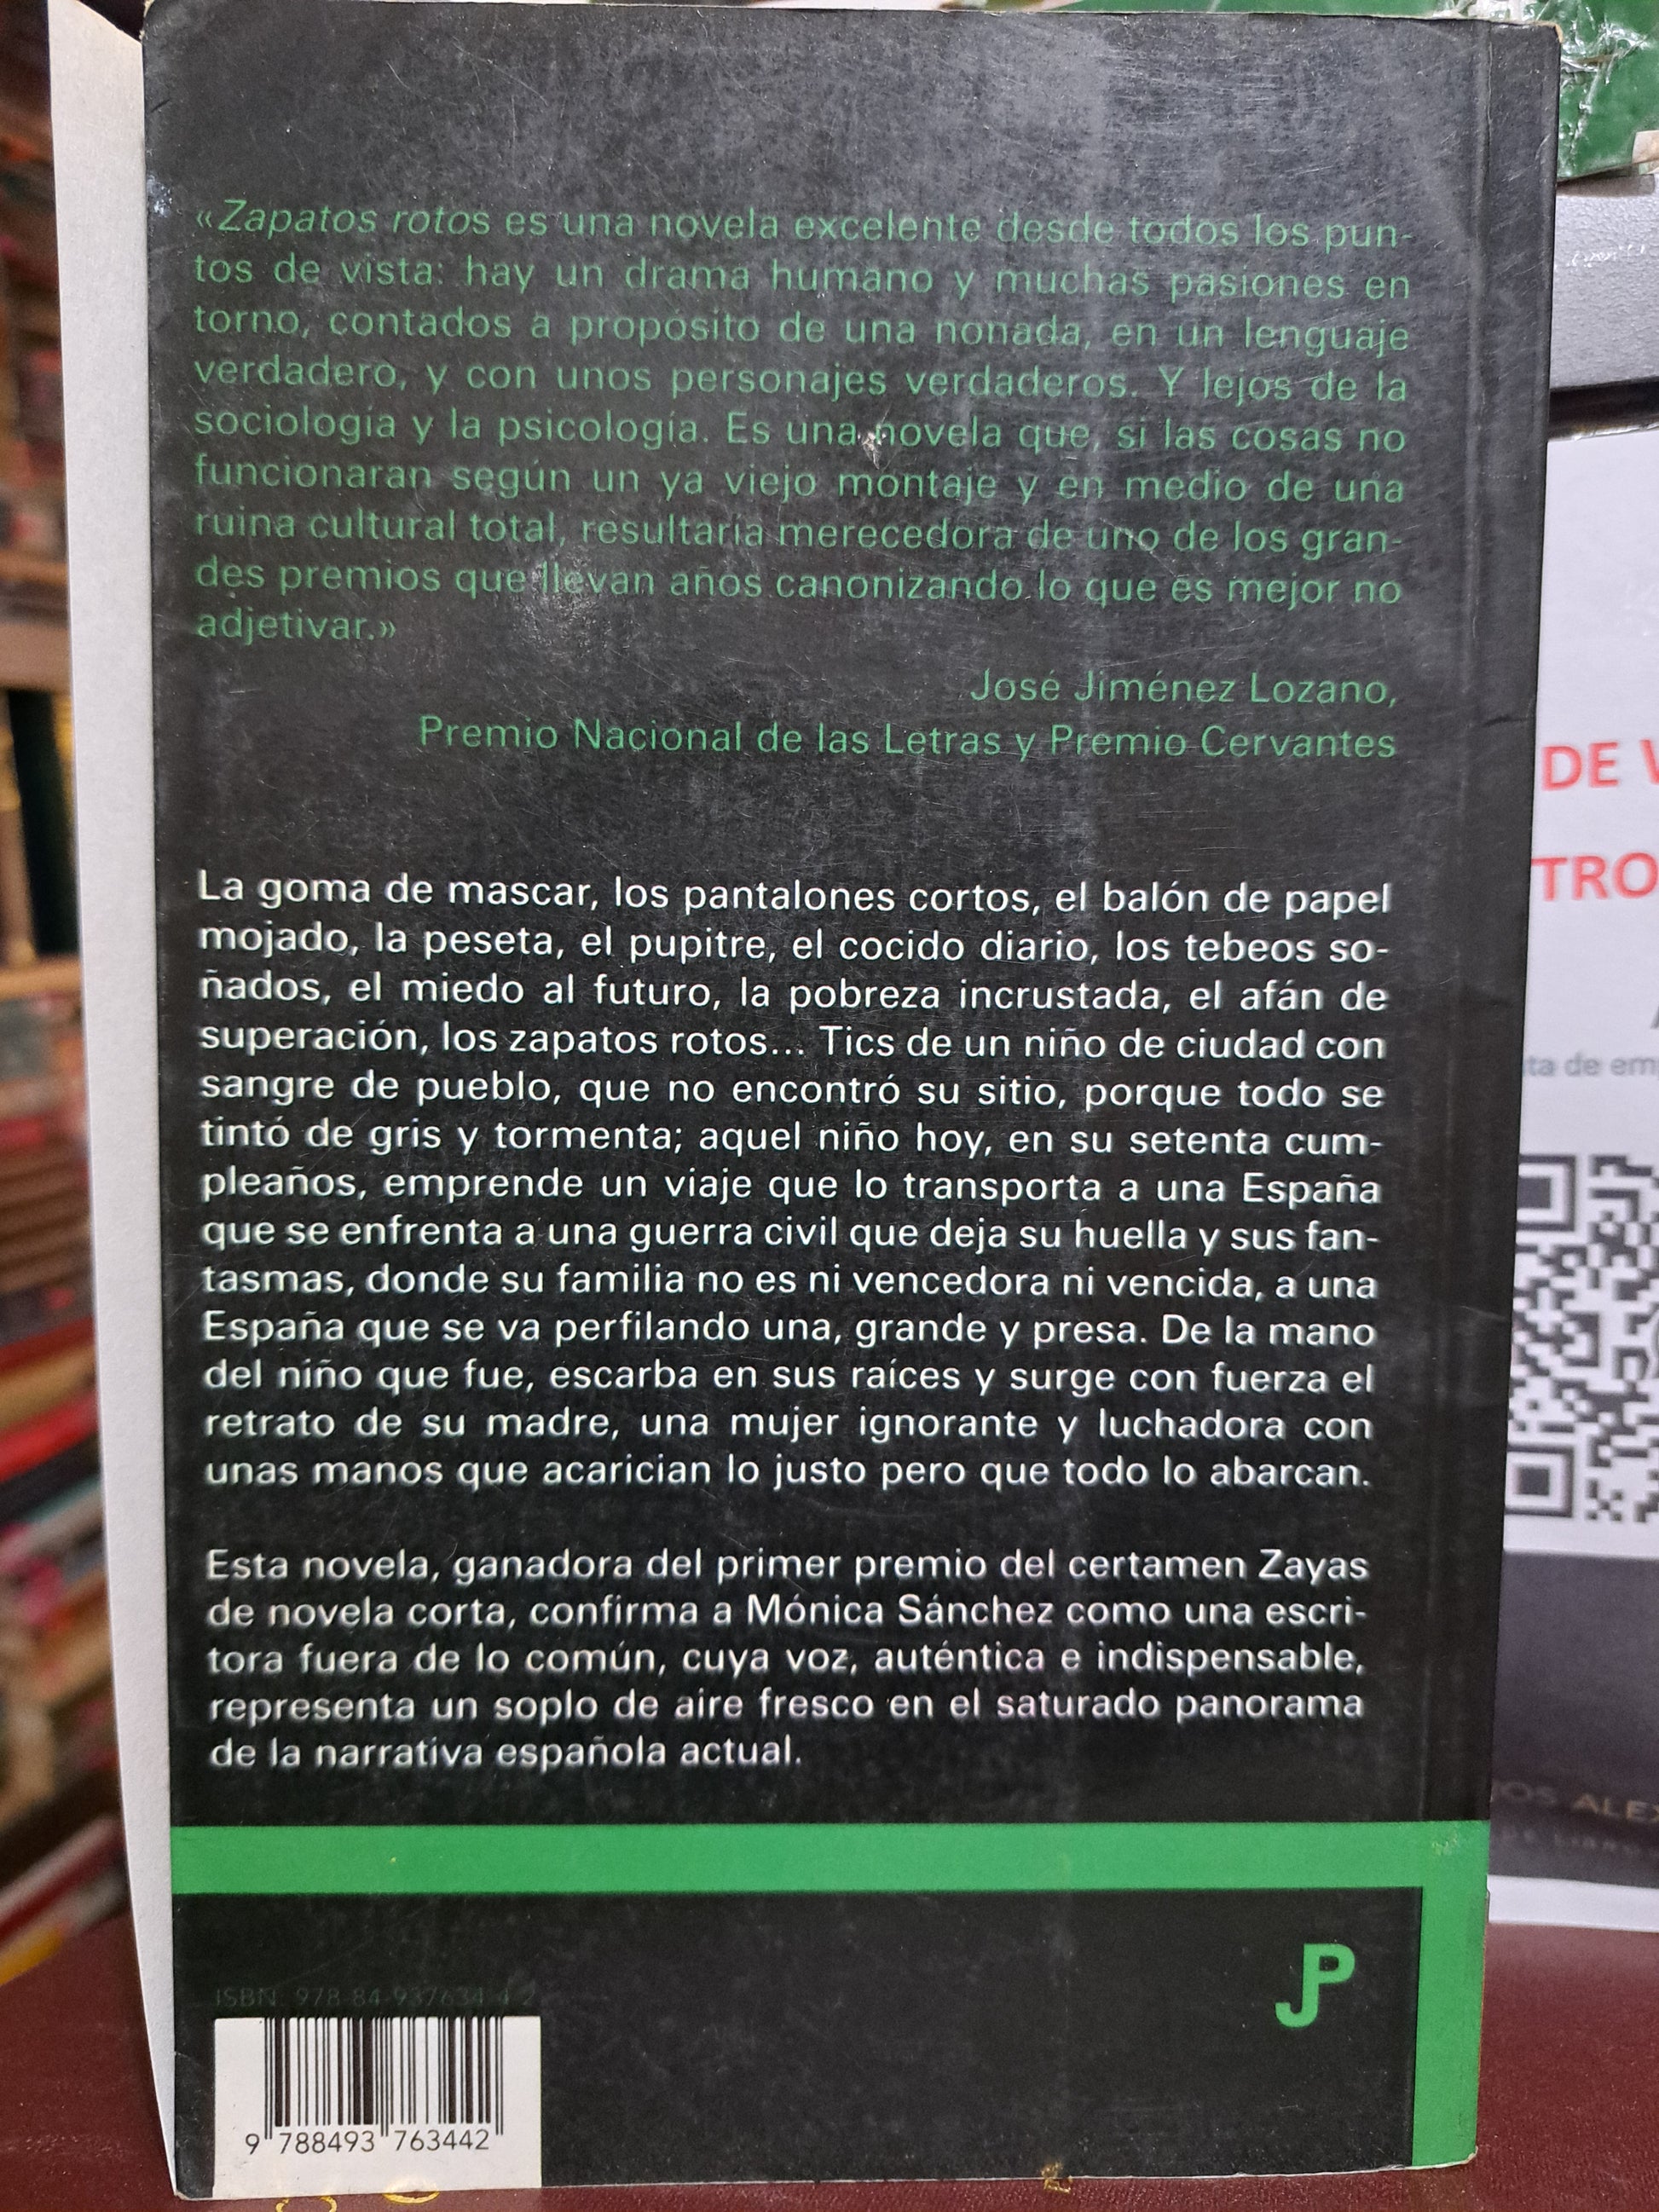 «Zapatos rotos es una novela excelente desde todos los pun-
tos de vista: hay un drama humano y muchas pasiones en
torno, contados a propósito de una nonada, en un lenguaje
verdadero, y con unos personajes verdaderos. Y lejos de la
sociología y la psicología. Es una novela que, si las cosas no
funcionaran según un ya viejo montaje y en medio de una
ruina cultural total, resultaría merecedora de uno de los gran-
des premios que llevan años canonizando lo que es mejor no
adjetivar.»
José Jiménez Lozano,
Premio Nacional de las Letras y Premio Cervantes
La goma de mascar, los pantalones cortos, el balón de papel
mojado, la peseta, el pupitre, el cocido diario, los tebeos so-
ñados, el miedo al futuro, la pobreza incrustada, el afán de
superación, los zapatos rotos... Tics de un niño de ciudad con
sangre de pueblo, que no encontró su sitio, porque todo se
tintó de gris y tormenta; aquel niño hoy, en su setenta cum-
pleaños, emprende un viaje que lo transporta a una España
que se enfrenta a una guerra civil que deja su huella y sus fan-
tasmas, donde su familia no es ni vencedora ni vencida, a una
España que se va perfilando una, grande y presa. De la mano
del niño que fue, escarba en sus raíces y surge con fuerza el
retrato de su madre, una mujer ignorante y luchadora con
unas manos que acarician lo justo pero que todo lo abarcan.
Esta novela, ganadora del primer premio del certamen Zayas
de novela corta, confirma a Mónica Sánchez como una escri-
tora fuera de lo común, cuya voz, auténtica e indispensable,
representa un soplo de aire fresco en el saturado panorama
de la narrativa española actual.
JP
ISBN: 978-84-937634-4-2
9 788493 763442
DE
TRO
ta de em
OS ALEX